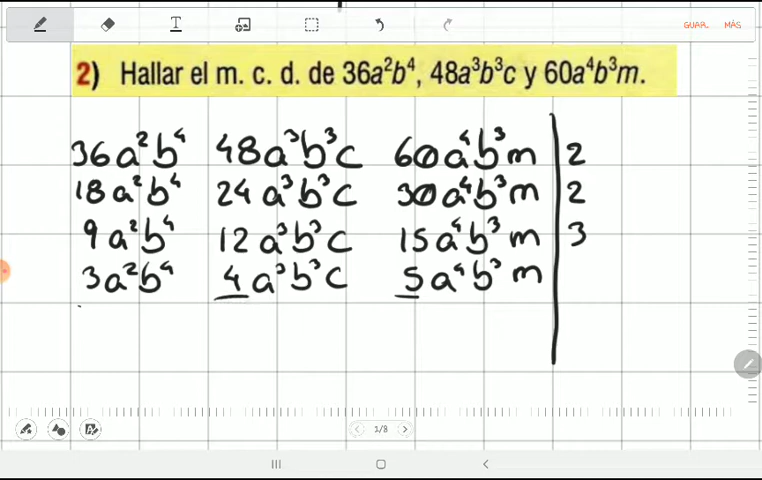 GUAR. MÁS
2) Hallar el m. c. d. de 36a²b⁴, 48a³b³c y 60a⁴b³m.
36a²b⁴ 48a³b³c 60a⁴b³m 2
18a²b⁴ 24a³b³c 30a⁴b³m 2
9a²b⁴ 12a³b³c 15a⁴b³m 3
3a²b⁴ 4a³b³c 5a⁴b³m
1/8